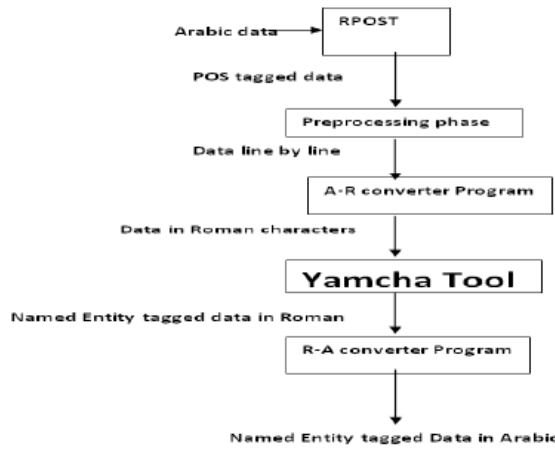 RPOST
Arabic data
POS tagged data
Preprocessing phase
Data line by line
A-R converter Program
Data in Roman characters
Yamcha Tool
Named Entity tagged data in Roman
R-A converter Program
Named Entity tagged Data in Arabic